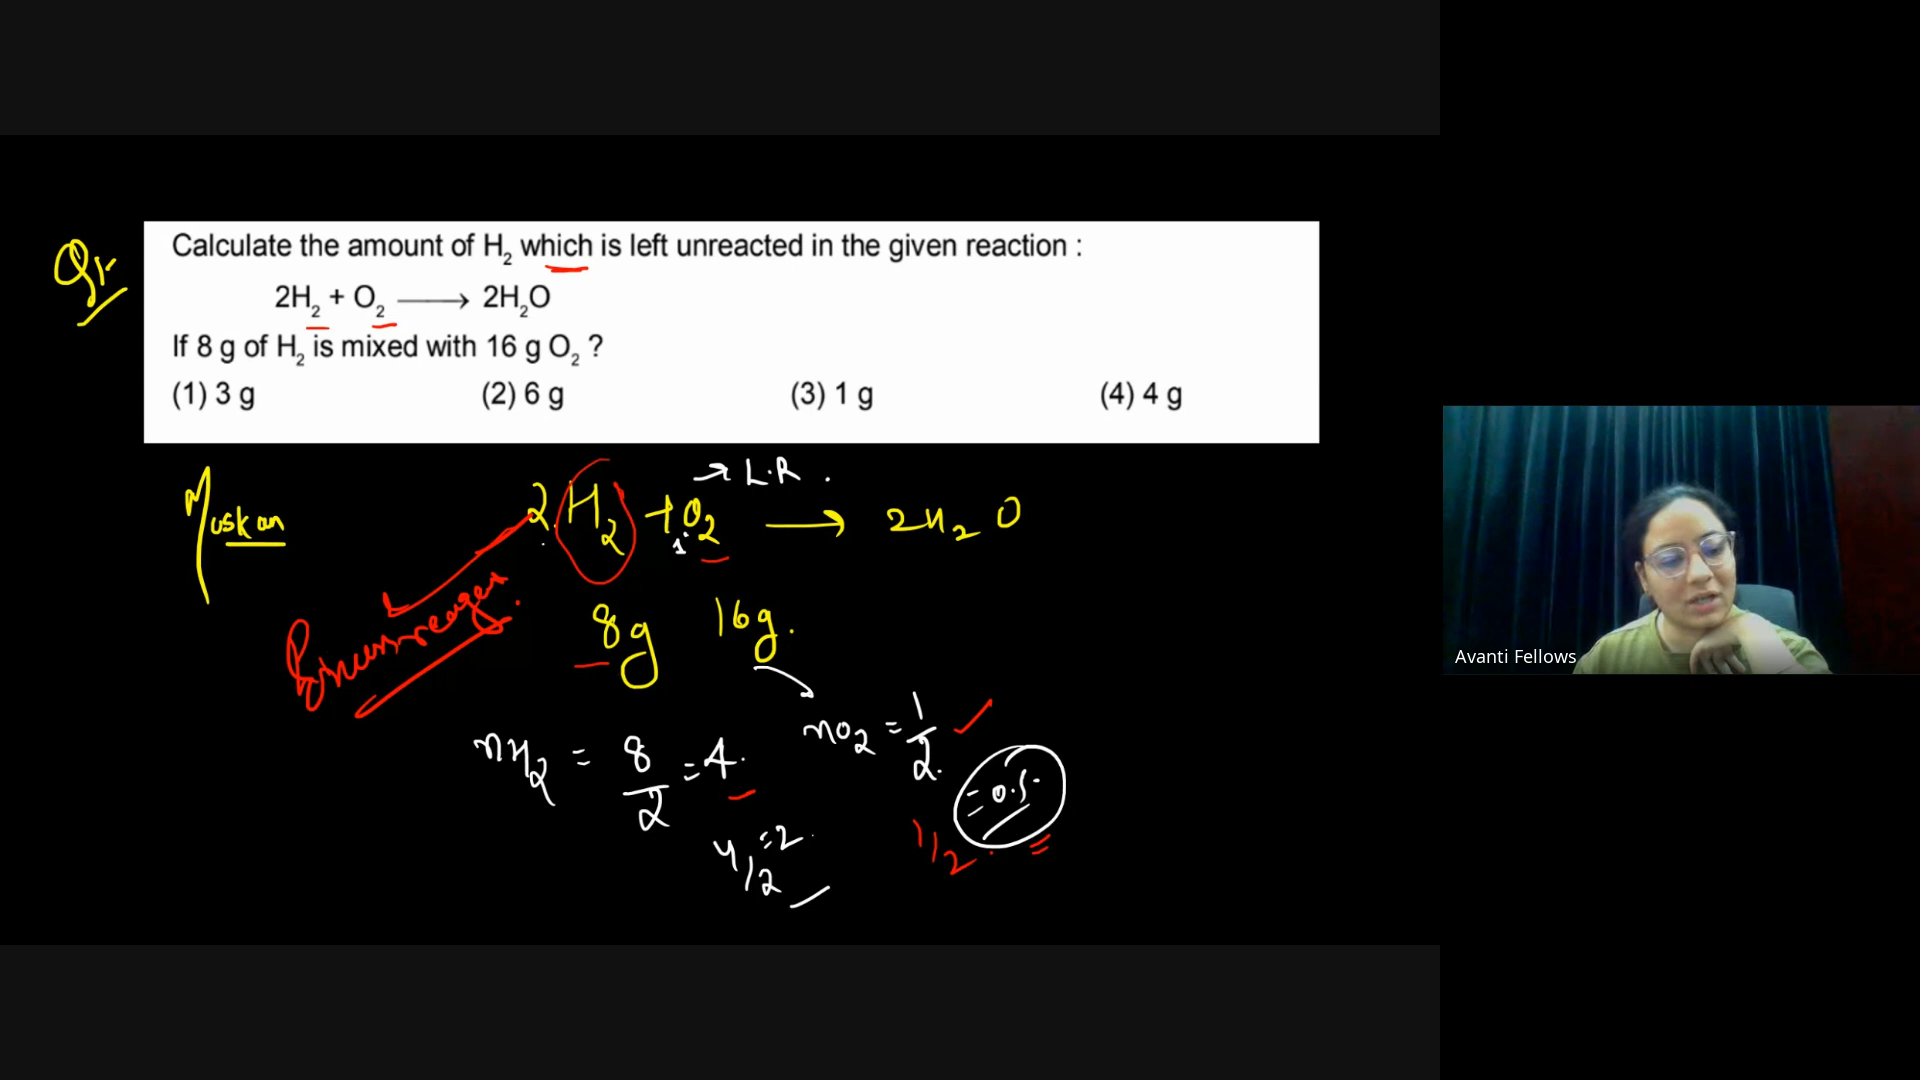 Q1.
Calculate the amount of H₂ which is left unreacted in the given reaction :
2H₂ + O₂ ⟶ 2H₂O
If 8 g of H₂ is mixed with 16 g O₂ ?
(1) 3 g (2) 6 g (3) 1 g (4) 4 g
→ L.R.
Muskan
2H₂ + O₂ ⟶ 2H₂O
1
8g 16g.
nH₂ = 8/2 = 4.
nO₂ = 1/2.
= 0.5
4/2 = 2.
1/2.
Avanti Fellows